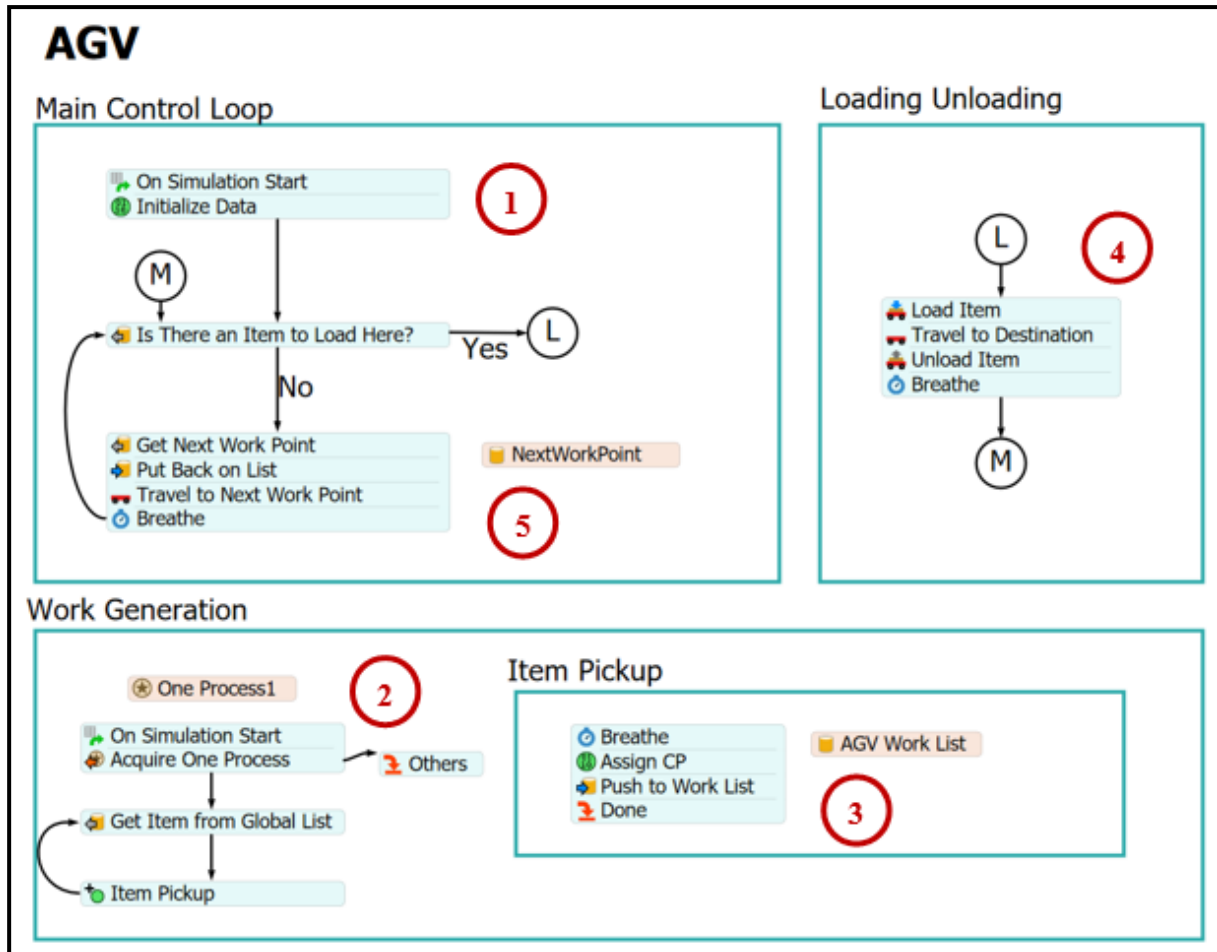 AGV
Main Control Loop
On Simulation Start
Initialize Data
1
M
Is There an Item to Load Here?
Yes
L
No
Get Next Work Point
Put Back on List
Travel to Next Work Point
Breathe
NextWorkPoint
5
Loading Unloading
L
4
Load Item
Travel to Destination
Unload Item
Breathe
M
Work Generation
One Process1
2
On Simulation Start
Acquire One Process
Others
Get Item from Global List
Item Pickup
Item Pickup
Breathe
Assign CP
Push to Work List
Done
AGV Work List
3